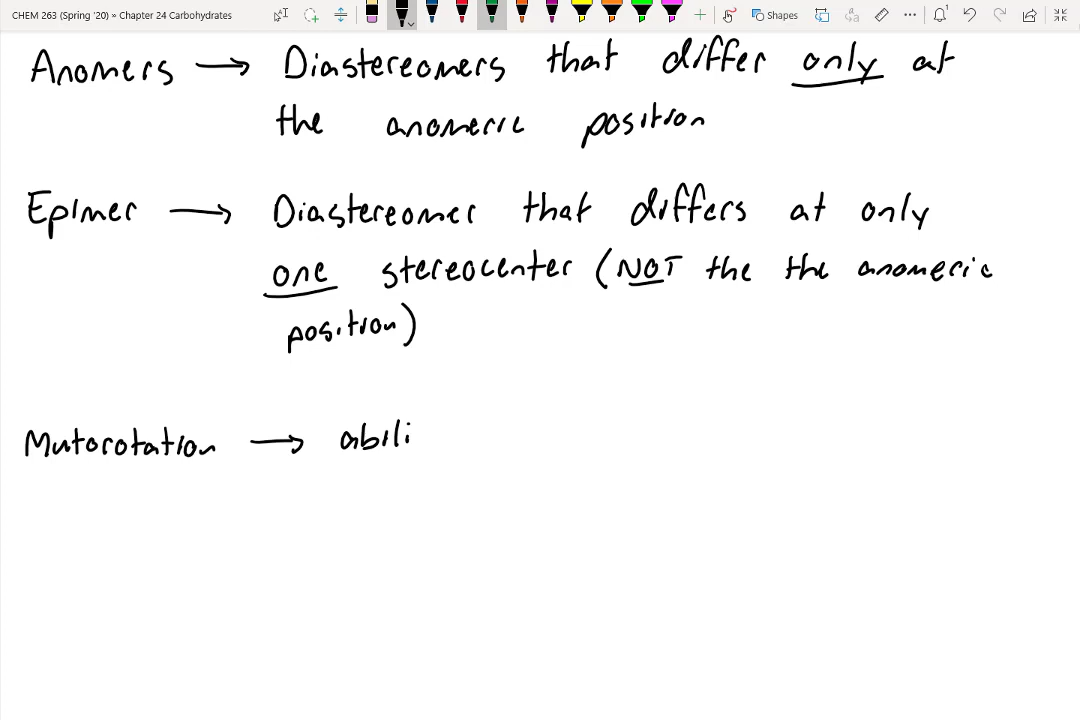 CHEM 263 (Spring '20) » Chapter 24 Carbohydrates
Shapes
Anomers → Diastereomers that differ only at
the anomeric position
Epimer → Diastereomer that differs at only
one stereocenter (NOT the the anomeric
position)
Mutorotation → abili